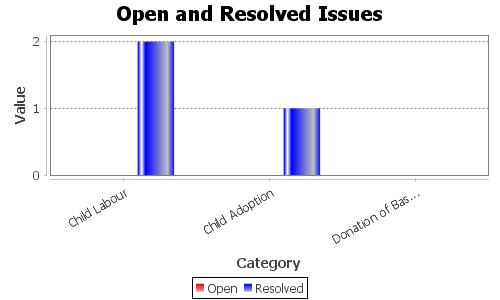 Open and Resolved Issues
2
1
0
Value
Child Labour
Child Adoption
Donation of Bas...
Category
Open
Resolved